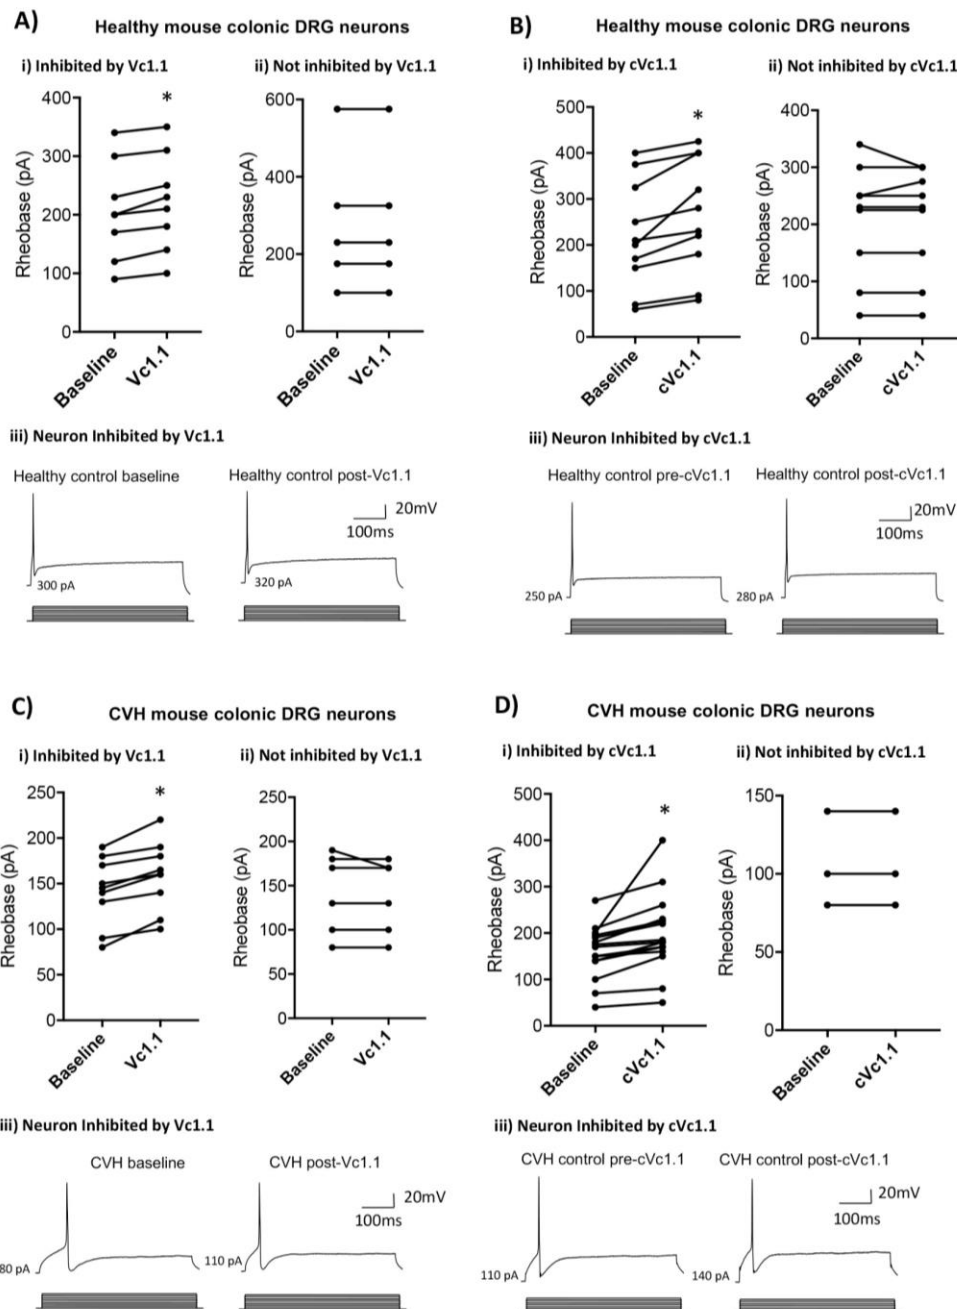 A)
Healthy mouse colonic DRG neurons
i) Inhibited by Vc1.1
ii) Not inhibited by Vc1.1
*
Rheobase (pA)
400
300
200
100
0
Baseline
Vc1.1
Rheobase (pA)
600
400
200
0
Baseline
Vc1.1
iii) Neuron Inhibited by Vc1.1
Healthy control baseline
Healthy control post-Vc1.1
20mV
100ms
300 pA
320 pA
B)
Healthy mouse colonic DRG neurons
i) Inhibited by cVc1.1
ii) Not inhibited by cVc1.1
*
Rheobase (pA)
500
400
300
200
100
0
Baseline
cVc1.1
Rheobase (pA)
400
300
200
100
0
Baseline
cVc1.1
iii) Neuron Inhibited by cVc1.1
Healthy control pre-cVc1.1
Healthy control post-cVc1.1
20mV
100ms
250 pA
280 pA
C)
CVH mouse colonic DRG neurons
i) Inhibited by Vc1.1
ii) Not inhibited by Vc1.1
*
Rheobase (pA)
250
200
150
100
50
0
Baseline
Vc1.1
Rheobase (pA)
250
200
150
100
50
0
Baseline
Vc1.1
iii) Neuron Inhibited by Vc1.1
CVH baseline
CVH post-Vc1.1
20mV
100ms
80 pA
110 pA
D)
CVH mouse colonic DRG neurons
i) Inhibited by cVc1.1
ii) Not inhibited by cVc1.1
*
Rheobase (pA)
500
400
300
200
100
0
Baseline
cVc1.1
Rheobase (pA)
150
100
50
0
Baseline
cVc1.1
iii) Neuron Inhibited by cVc1.1
CVH control pre-cVc1.1
CVH control post-cVc1.1
20mV
100ms
110 pA
140 pA